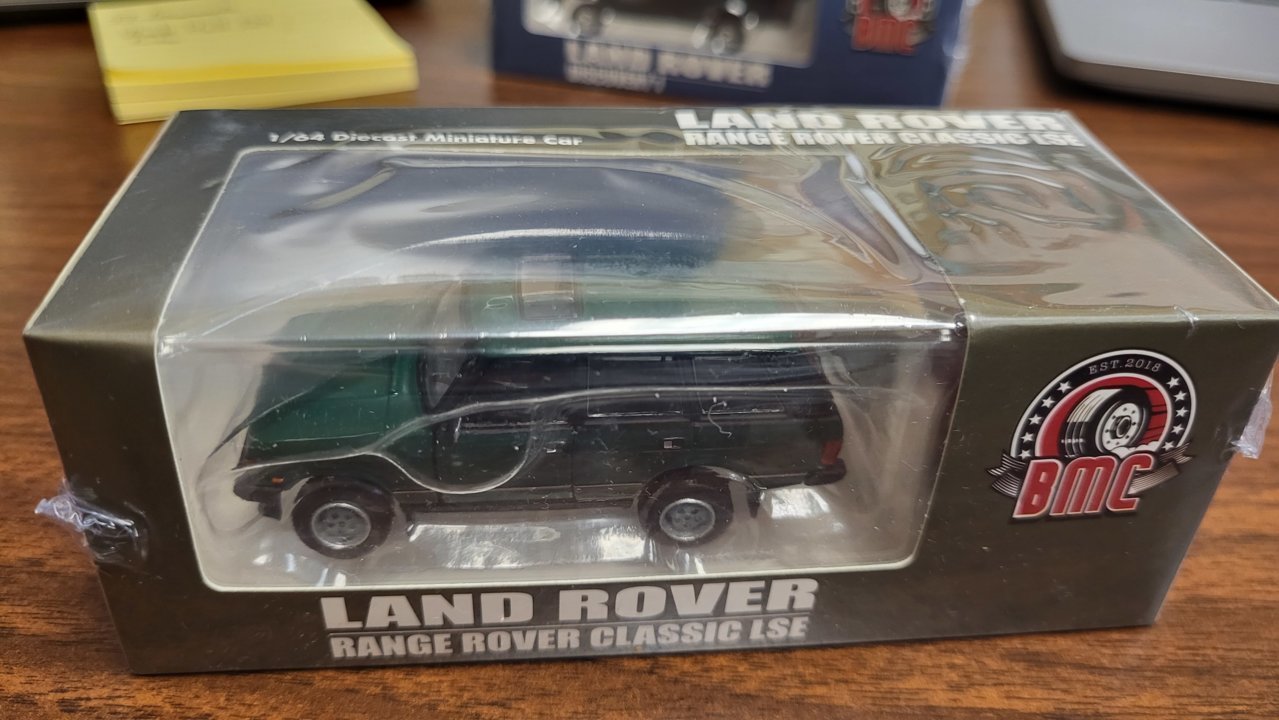 LAND ROVER
BMC
1/64 Diecast Miniature Car
LAND ROVER
RANGE ROVER CLASSIC LSE
EST. 2018
BMC
LAND ROVER
RANGE ROVER CLASSIC LSE